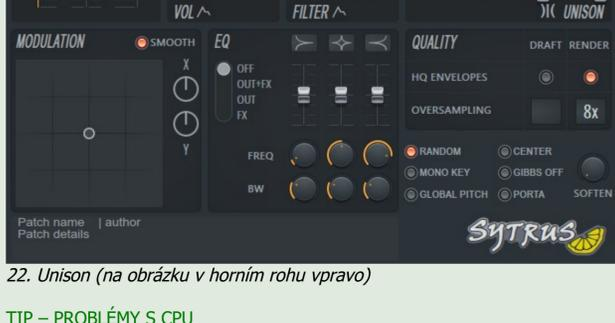 VOL
FILTER
UNISON
MODULATION
SMOOTH
X
Y
EQ
OFF
OUT+FX
OUT
FX
FREQ
BW
QUALITY
DRAFT RENDER
HQ ENVELOPES
OVERSAMPLING
8x
RANDOM
CENTER
MONO KEY
GIBBS OFF
GLOBAL PITCH
PORTA
SOFTEN
Patch name | author
Patch details
SYTRUS
22. Unison (na obrázku v horním rohu vpravo)
TIP – PROBLÉMY S CPU